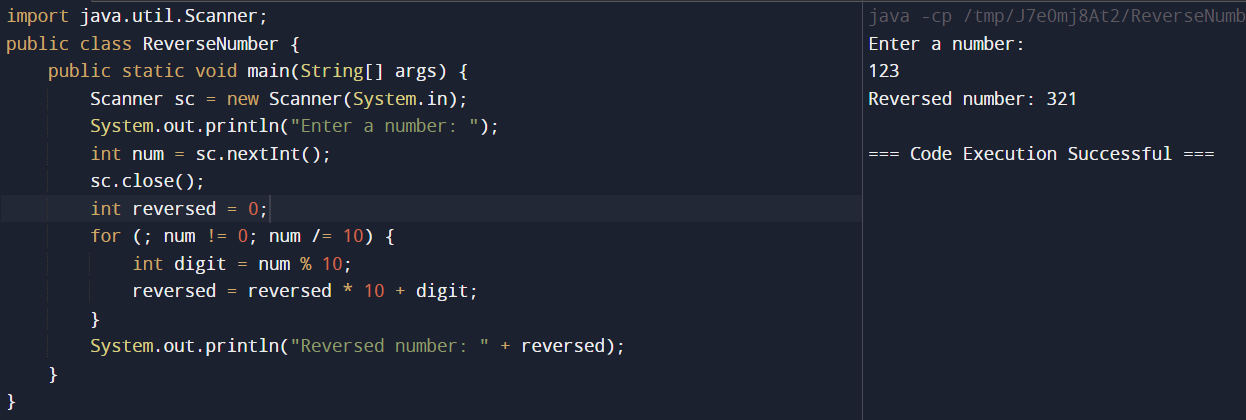 import java.util.Scanner;
public class ReverseNumber {
    public static void main(String[] args) {
        Scanner sc = new Scanner(System.in);
        System.out.println("Enter a number: ");
        int num = sc.nextInt();
        sc.close();
        int reversed = 0;
        for (; num != 0; num /= 10) {
            int digit = num % 10;
            reversed = reversed * 10 + digit;
        }
        System.out.println("Reversed number: " + reversed);
    }
}
java -cp /tmp/J7eOmj8At2/ReverseNumb
Enter a number:
123
Reversed number: 321
=== Code Execution Successful ===